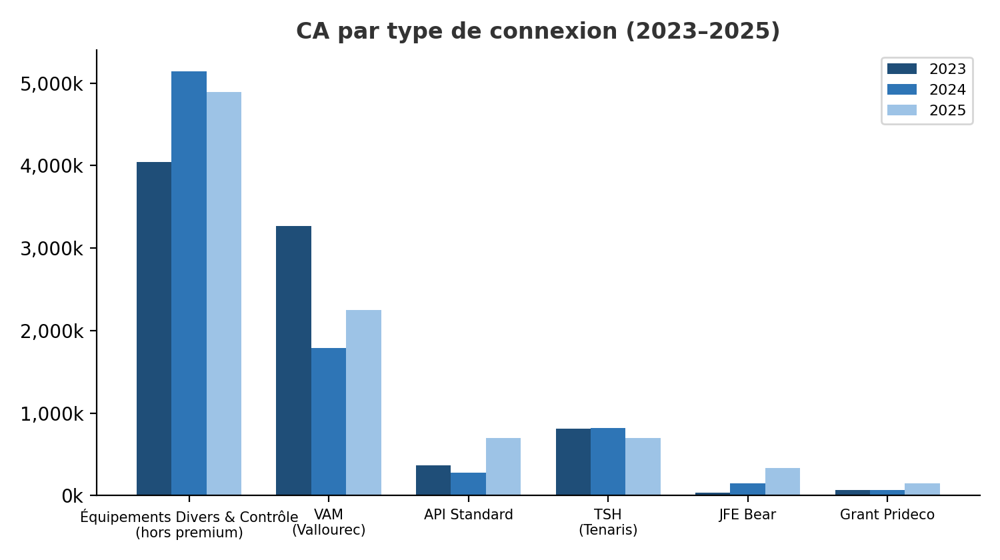 CA par type de connexion (2023–2025)
2023
2024
2025
5,000k
4,000k
3,000k
2,000k
1,000k
0k
Équipements Divers & Contrôle
(hors premium)
VAM
(Vallourec)
API Standard
TSH
(Tenaris)
JFE Bear
Grant Prideco